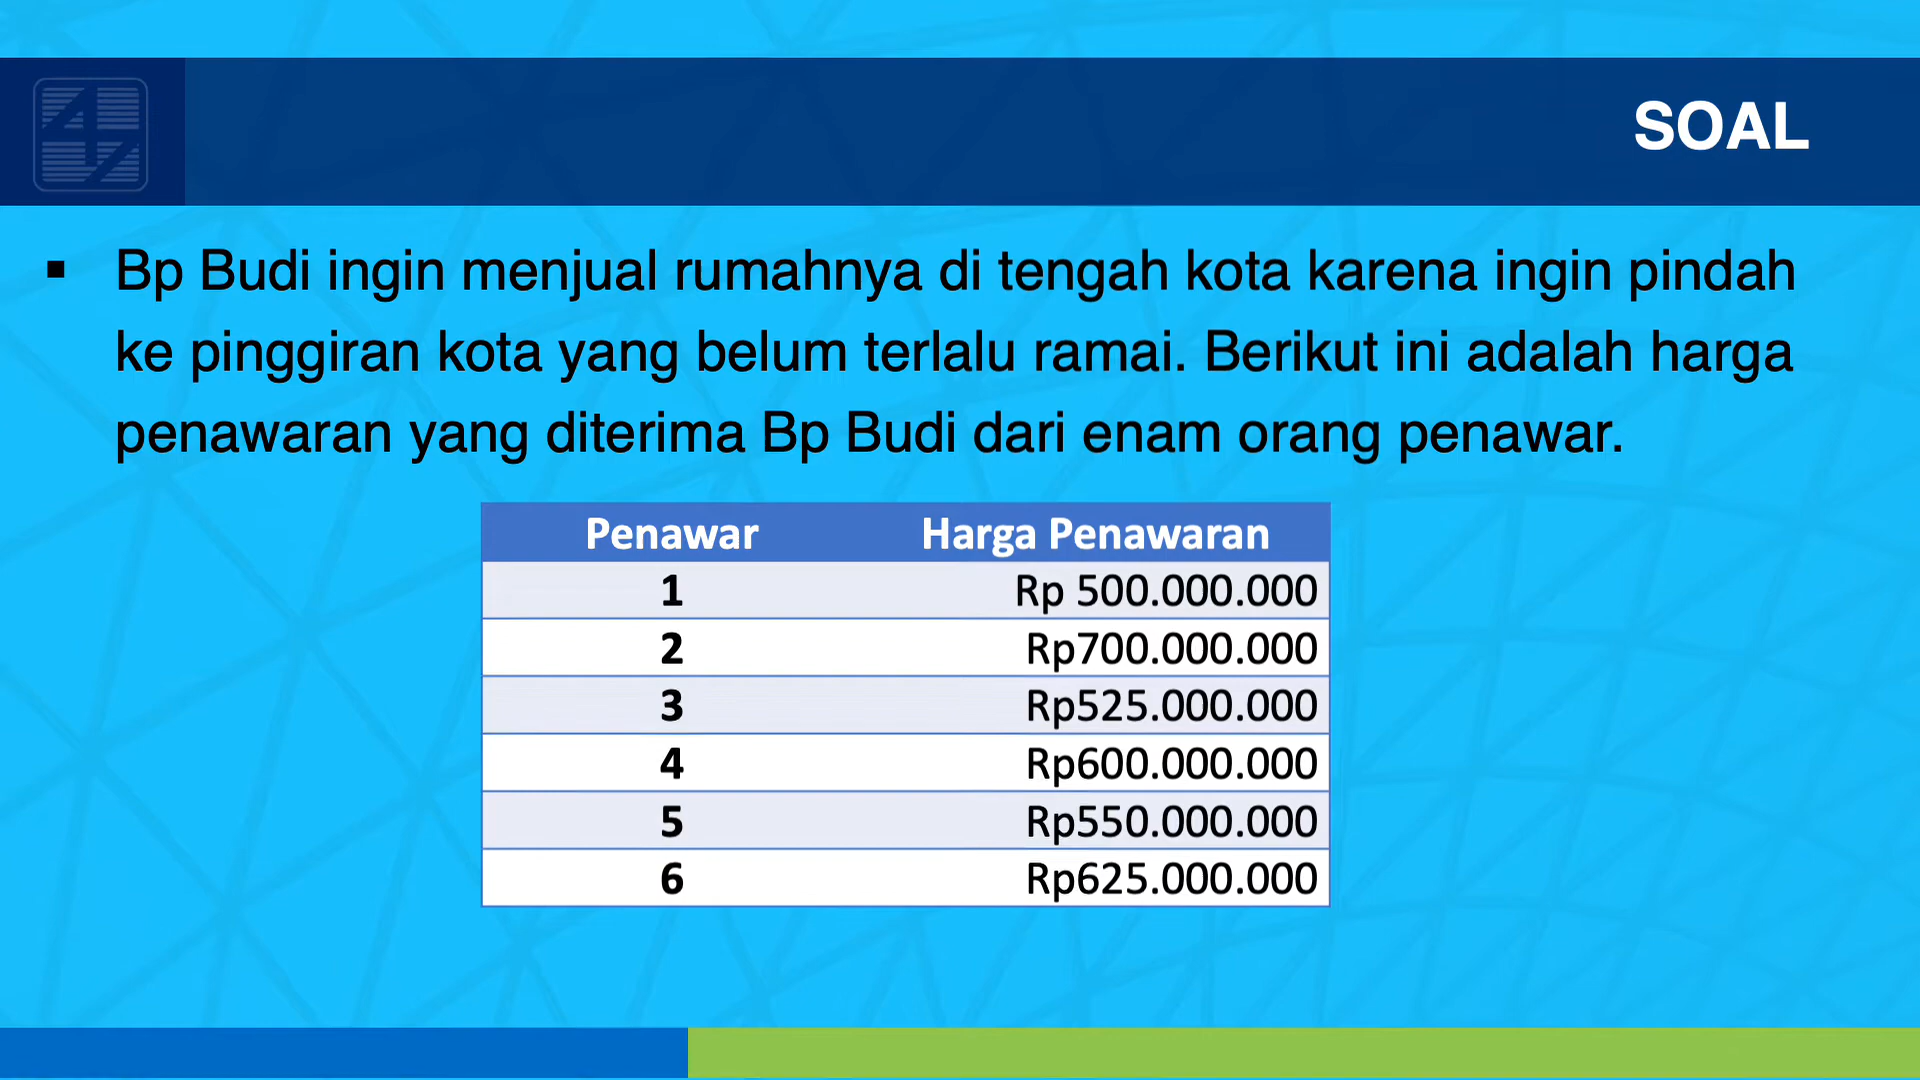 SOAL
▪ Bp Budi ingin menjual rumahnya di tengah kota karena ingin pindah
ke pinggiran kota yang belum terlalu ramai. Berikut ini adalah harga
penawaran yang diterima Bp Budi dari enam orang penawar.
Penawar Harga Penawaran
1 Rp 500.000.000
2 Rp700.000.000
3 Rp525.000.000
4 Rp600.000.000
5 Rp550.000.000
6 Rp625.000.000